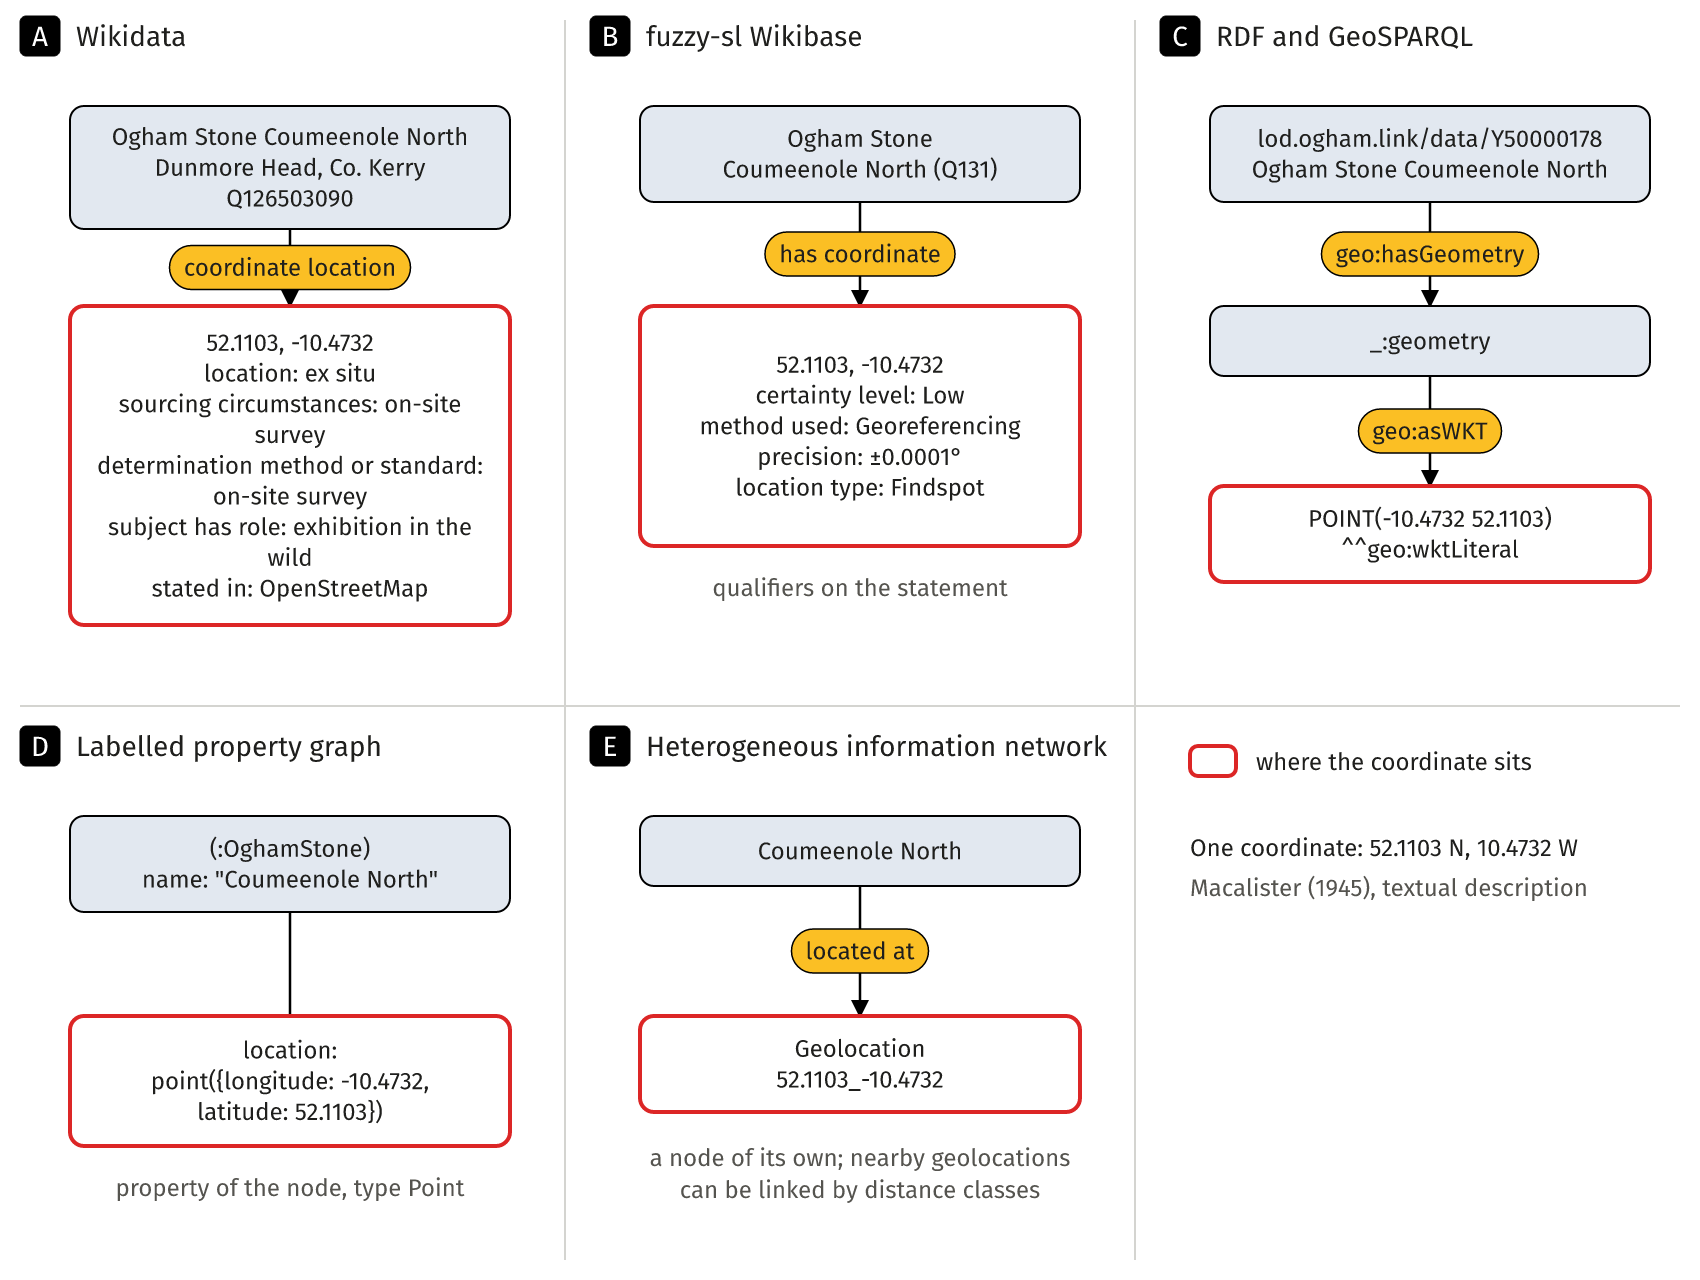 A Wikidata
Ogham Stone Coumeenole North
Dunmore Head, Co. Kerry
Q126503090
coordinate location
52.1103, -10.4732
location: ex situ
sourcing circumstances: on-site
survey
determination method or standard:
on-site survey
subject has role: exhibition in the
wild
stated in: OpenStreetMap
B fuzzy-sl Wikibase
Ogham Stone
Coumeenole North (Q131)
has coordinate
52.1103, -10.4732
certainty level: Low
method used: Georeferencing
precision: ±0.0001°
location type: Findspot
qualifiers on the statement
C RDF and GeoSPARQL
lod.ogham.link/data/Y50000178
Ogham Stone Coumeenole North
geo:hasGeometry
_:geometry
geo:asWKT
POINT(-10.4732 52.1103)
^^geo:wktLiteral
D Labelled property graph
(:OghamStone)
name: "Coumeenole North"
location:
point({longitude: -10.4732,
latitude: 52.1103})
property of the node, type Point
E Heterogeneous information network
Coumeenole North
located at
Geolocation
52.1103_-10.4732
a node of its own; nearby geolocations
can be linked by distance classes
where the coordinate sits
One coordinate: 52.1103 N, 10.4732 W
Macalister (1945), textual description